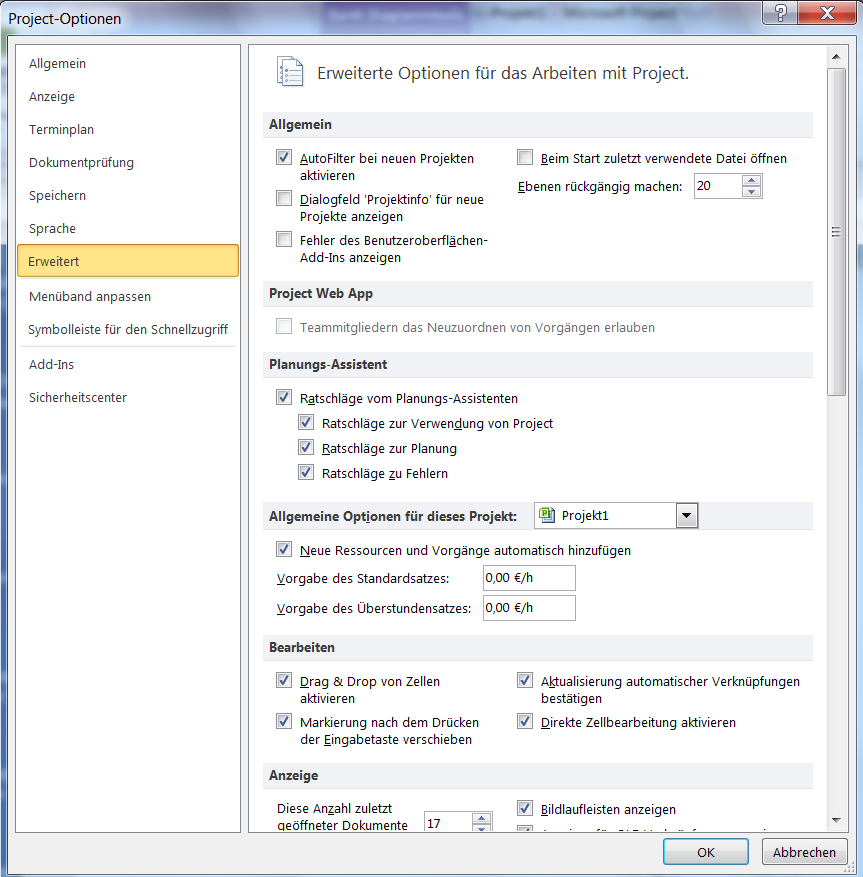 Project-Optionen
Allgemein
Anzeige
Terminplan
Dokumentprüfung
Speichern
Sprache
Erweitert
Menüband anpassen
Symbolleiste für den Schnellzugriff
Add-Ins
Sicherheitscenter
Erweiterte Optionen für das Arbeiten mit Project.
Allgemein
AutoFilter bei neuen Projekten
aktivieren
Dialogfeld 'Projektinfo' für neue
Projekte anzeigen
Fehler des Benutzeroberflächen-
Add-Ins anzeigen
Beim Start zuletzt verwendete Datei öffnen
Ebenen rückgängig machen: 20
Project Web App
Teammitgliedern das Neuzuordnen von Vorgängen erlauben
Planungs-Assistent
Ratschläge vom Planungs-Assistenten
Ratschläge zur Verwendung von Project
Ratschläge zur Planung
Ratschläge zu Fehlern
Allgemeine Optionen für dieses Projekt: Projekt1
Neue Ressourcen und Vorgänge automatisch hinzufügen
Vorgabe des Standardsatzes: 0,00 €/h
Vorgabe des Überstundensatzes: 0,00 €/h
Bearbeiten
Drag & Drop von Zellen
aktivieren
Markierung nach dem Drücken
der Eingabetaste verschieben
Aktualisierung automatischer Verknüpfungen
bestätigen
Direkte Zellbearbeitung aktivieren
Anzeige
Diese Anzahl zuletzt
geöffneter Dokumente 17
Bildlaufleisten anzeigen
OK
Abbrechen